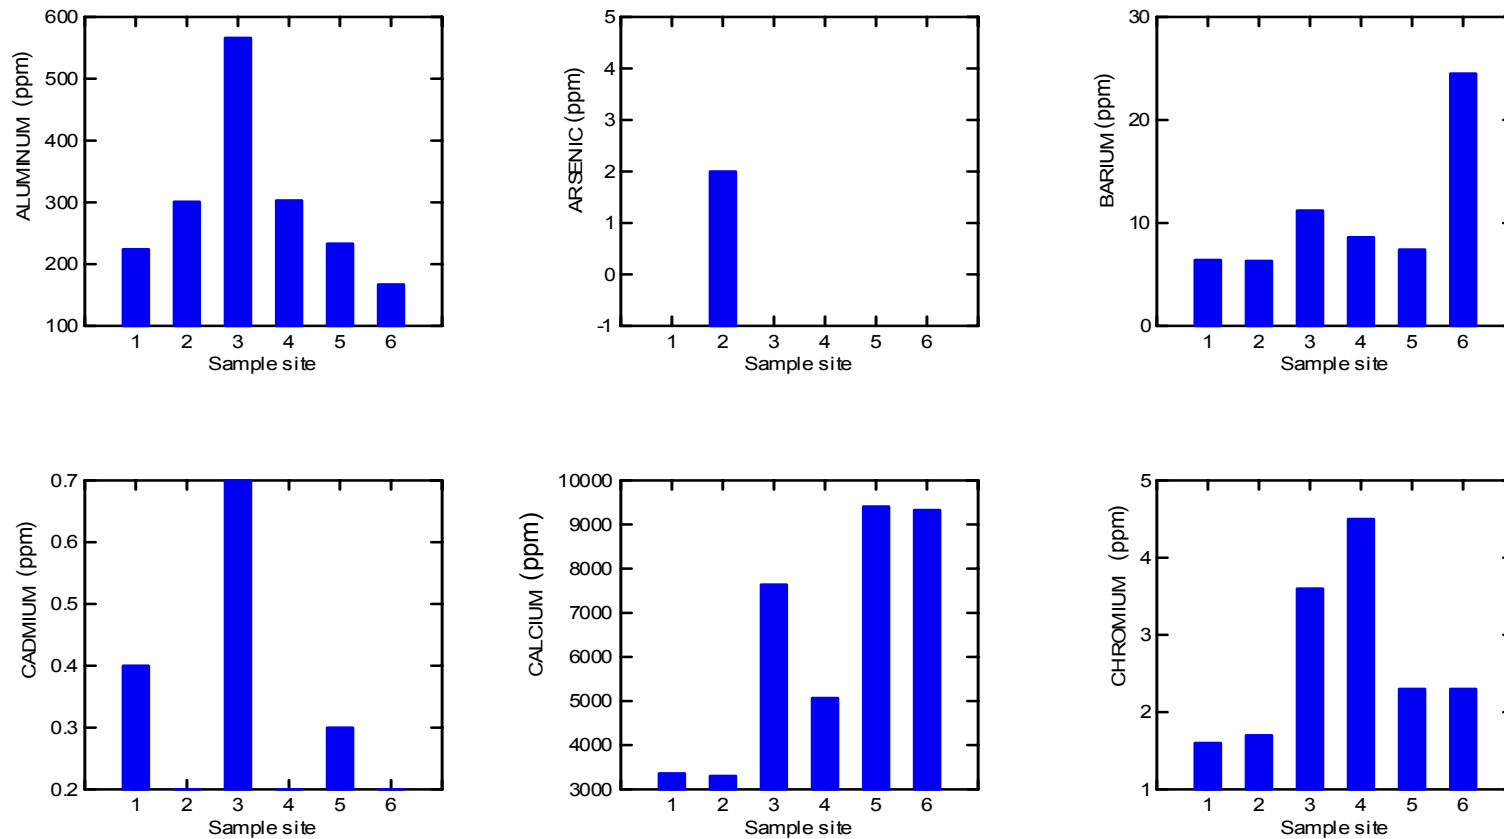 ALUMINUM (ppm)
600
500
400
300
200
100
1 2 3 4 5 6
Sample site
ARSENIC (ppm)
5
4
3
2
1
0
-1
1 2 3 4 5 6
Sample site
BARIUM (ppm)
30
20
10
0
1 2 3 4 5 6
Sample site
CADMIUM (ppm)
0.7
0.6
0.5
0.4
0.3
0.2
1 2 3 4 5 6
Sample site
CALCIUM (ppm)
10000
9000
8000
7000
6000
5000
4000
3000
1 2 3 4 5 6
Sample site
CHROMIUM (ppm)
5
4
3
2
1
1 2 3 4 5 6
Sample site